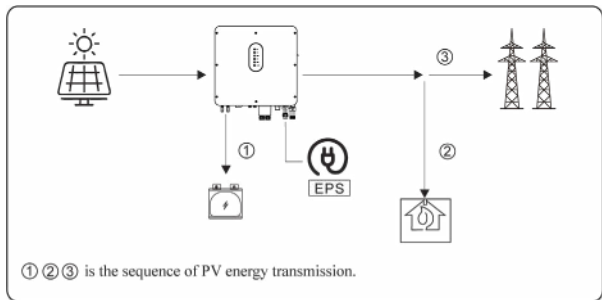 ③
①
②
EPS
①②③ is the sequence of PV energy transmission.